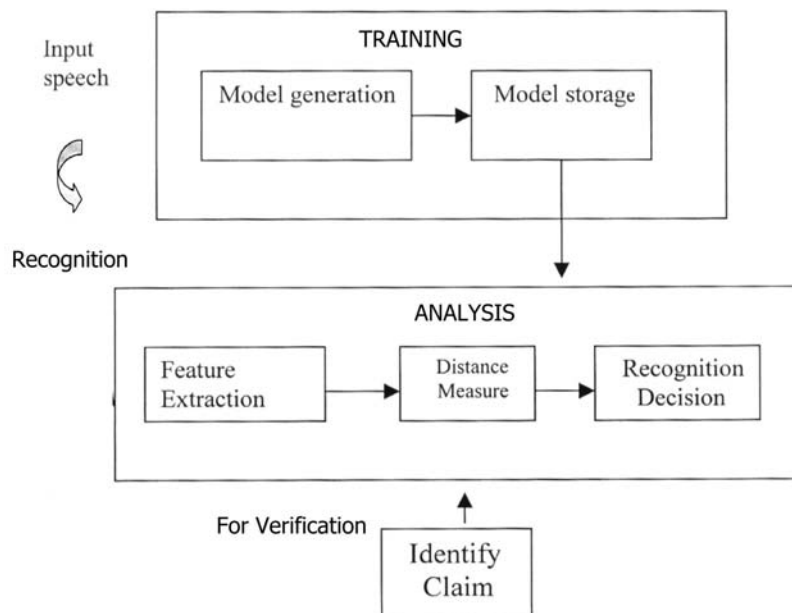 Input
speech
TRAINING
Model generation
Model storage
Recognition
ANALYSIS
Feature
Extraction
Distance
Measure
Recognition
Decision
For Verification
Identify
Claim